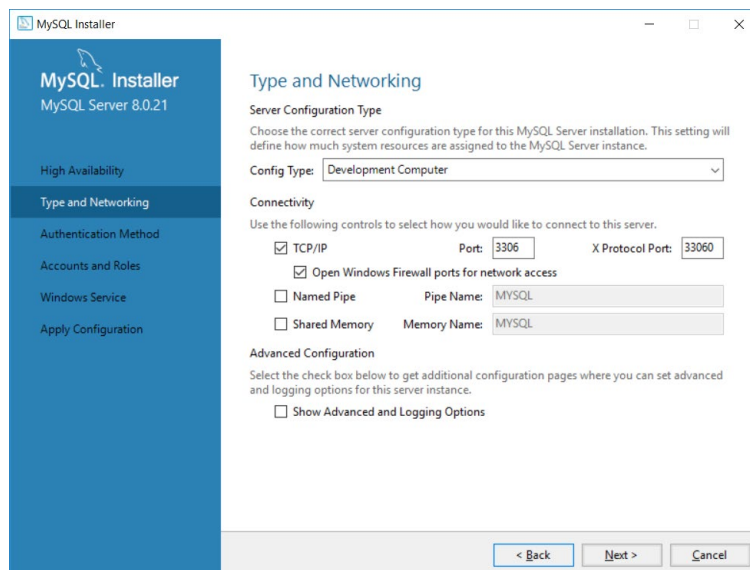 MySQL Installer
MySQL. Installer
MySQL Server 8.0.21
High Availability
Type and Networking
Authentication Method
Accounts and Roles
Windows Service
Apply Configuration
Type and Networking
Server Configuration Type
Choose the correct server configuration type for this MySQL Server installation. This setting will
define how much system resources are assigned to the MySQL Server instance.
Config Type: Development Computer
Connectivity
Use the following controls to select how you would like to connect to this server.
TCP/IP Port: 3306 X Protocol Port: 33060
Open Windows Firewall ports for network access
Named Pipe Pipe Name: MYSQL
Shared Memory Memory Name: MYSQL
Advanced Configuration
Select the check box below to get additional configuration pages where you can set advanced
and logging options for this server instance.
Show Advanced and Logging Options
< Back Next > Cancel